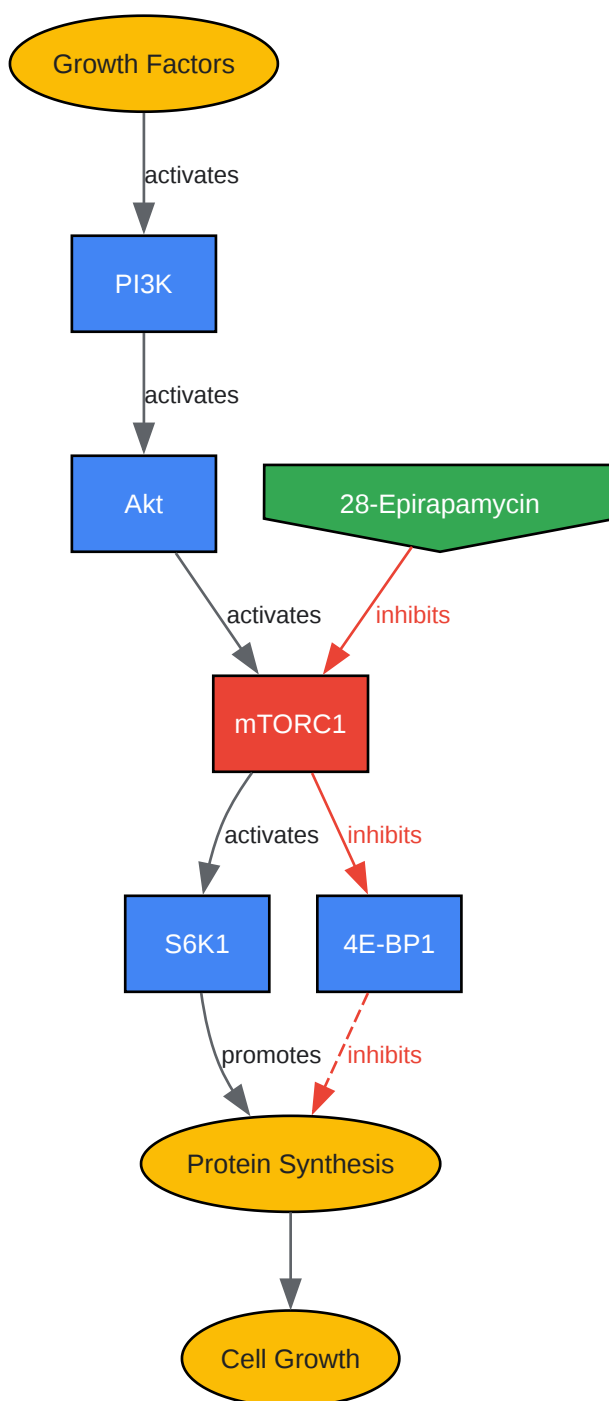 Growth Factors
activates
PI3K
activates
Akt
28-Epirapamycin
activates
inhibits
mTORC1
activates
inhibits
S6K1
4E-BP1
promotes
inhibits
Protein Synthesis
Cell Growth